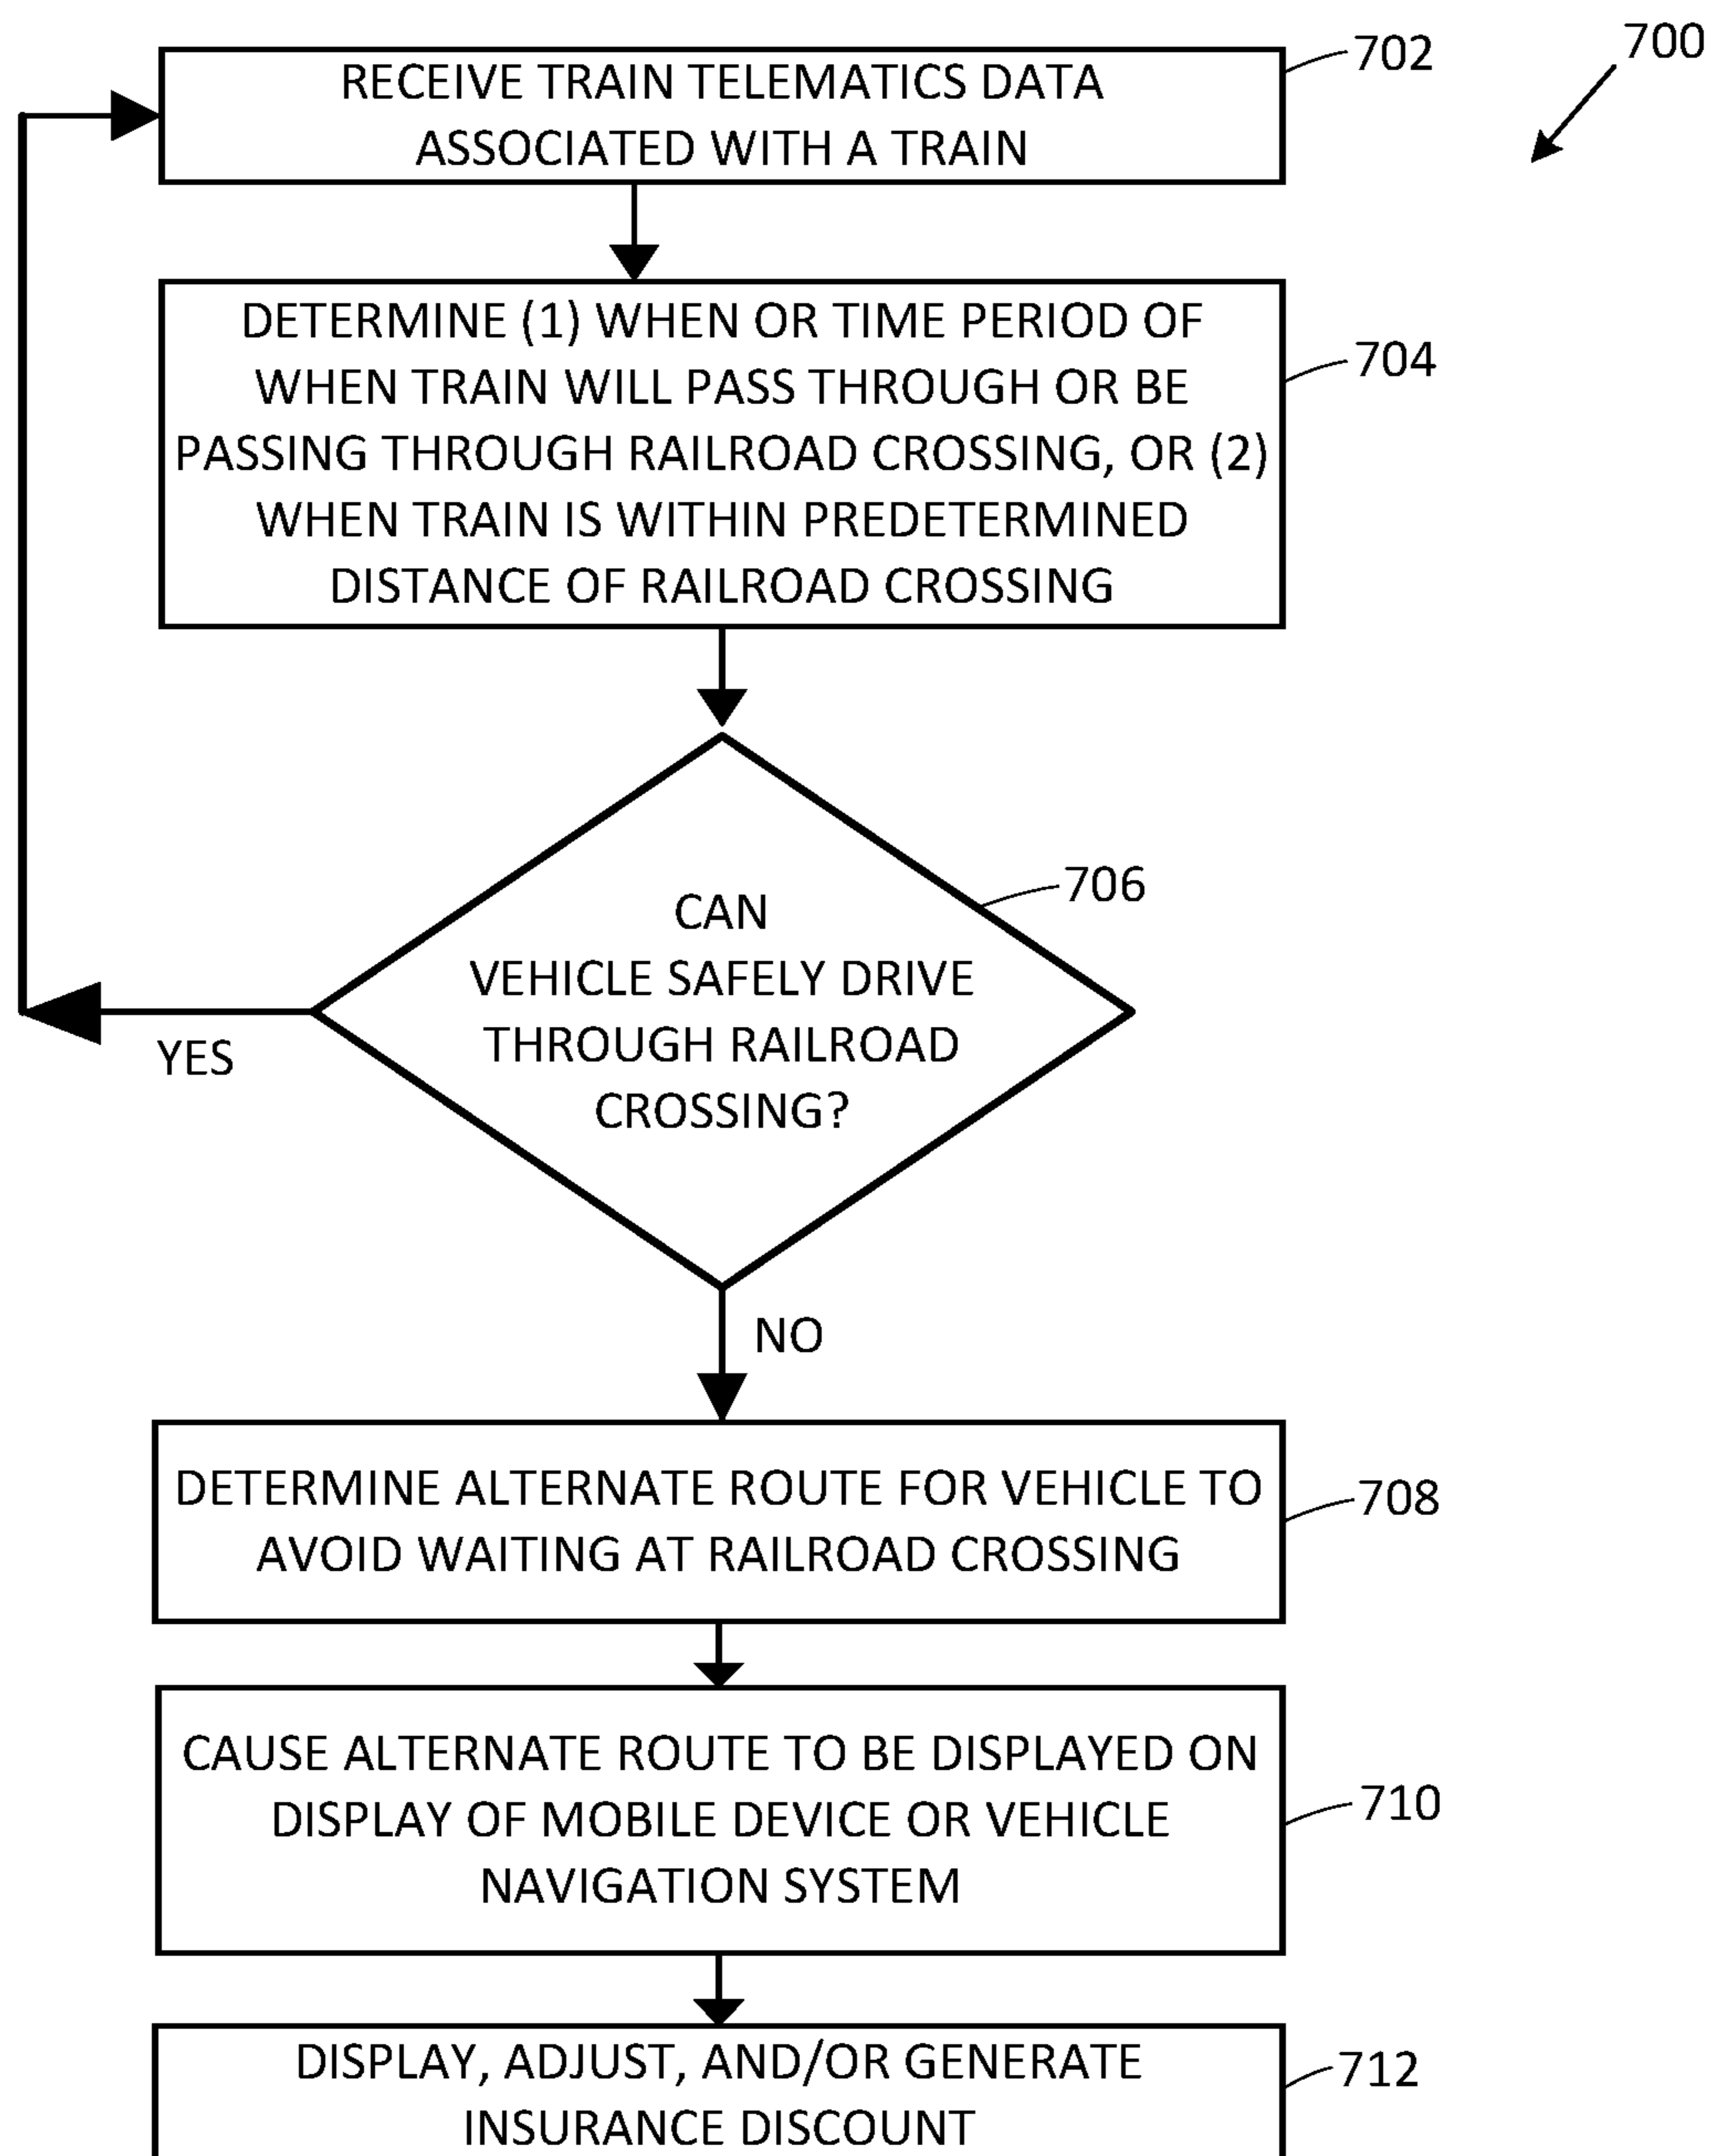 700
702
RECEIVE TRAIN TELEMATICS DATA
ASSOCIATED WITH A TRAIN
DETERMINE (1) WHEN OR TIME PERIOD OF
WHEN TRAIN WILL PASS THROUGH OR BE
PASSING THROUGH RAILROAD CROSSING, OR (2)
WHEN TRAIN IS WITHIN PREDETERMINED
DISTANCE OF RAILROAD CROSSING
704
706
CAN
VEHICLE SAFELY DRIVE
THROUGH RAILROAD
CROSSING?
YES
NO
DETERMINE ALTERNATE ROUTE FOR VEHICLE TO
AVOID WAITING AT RAILROAD CROSSING
708
CAUSE ALTERNATE ROUTE TO BE DISPLAYED ON
DISPLAY OF MOBILE DEVICE OR VEHICLE
NAVIGATION SYSTEM
710
DISPLAY, ADJUST, AND/OR GENERATE
INSURANCE DISCOUNT
712